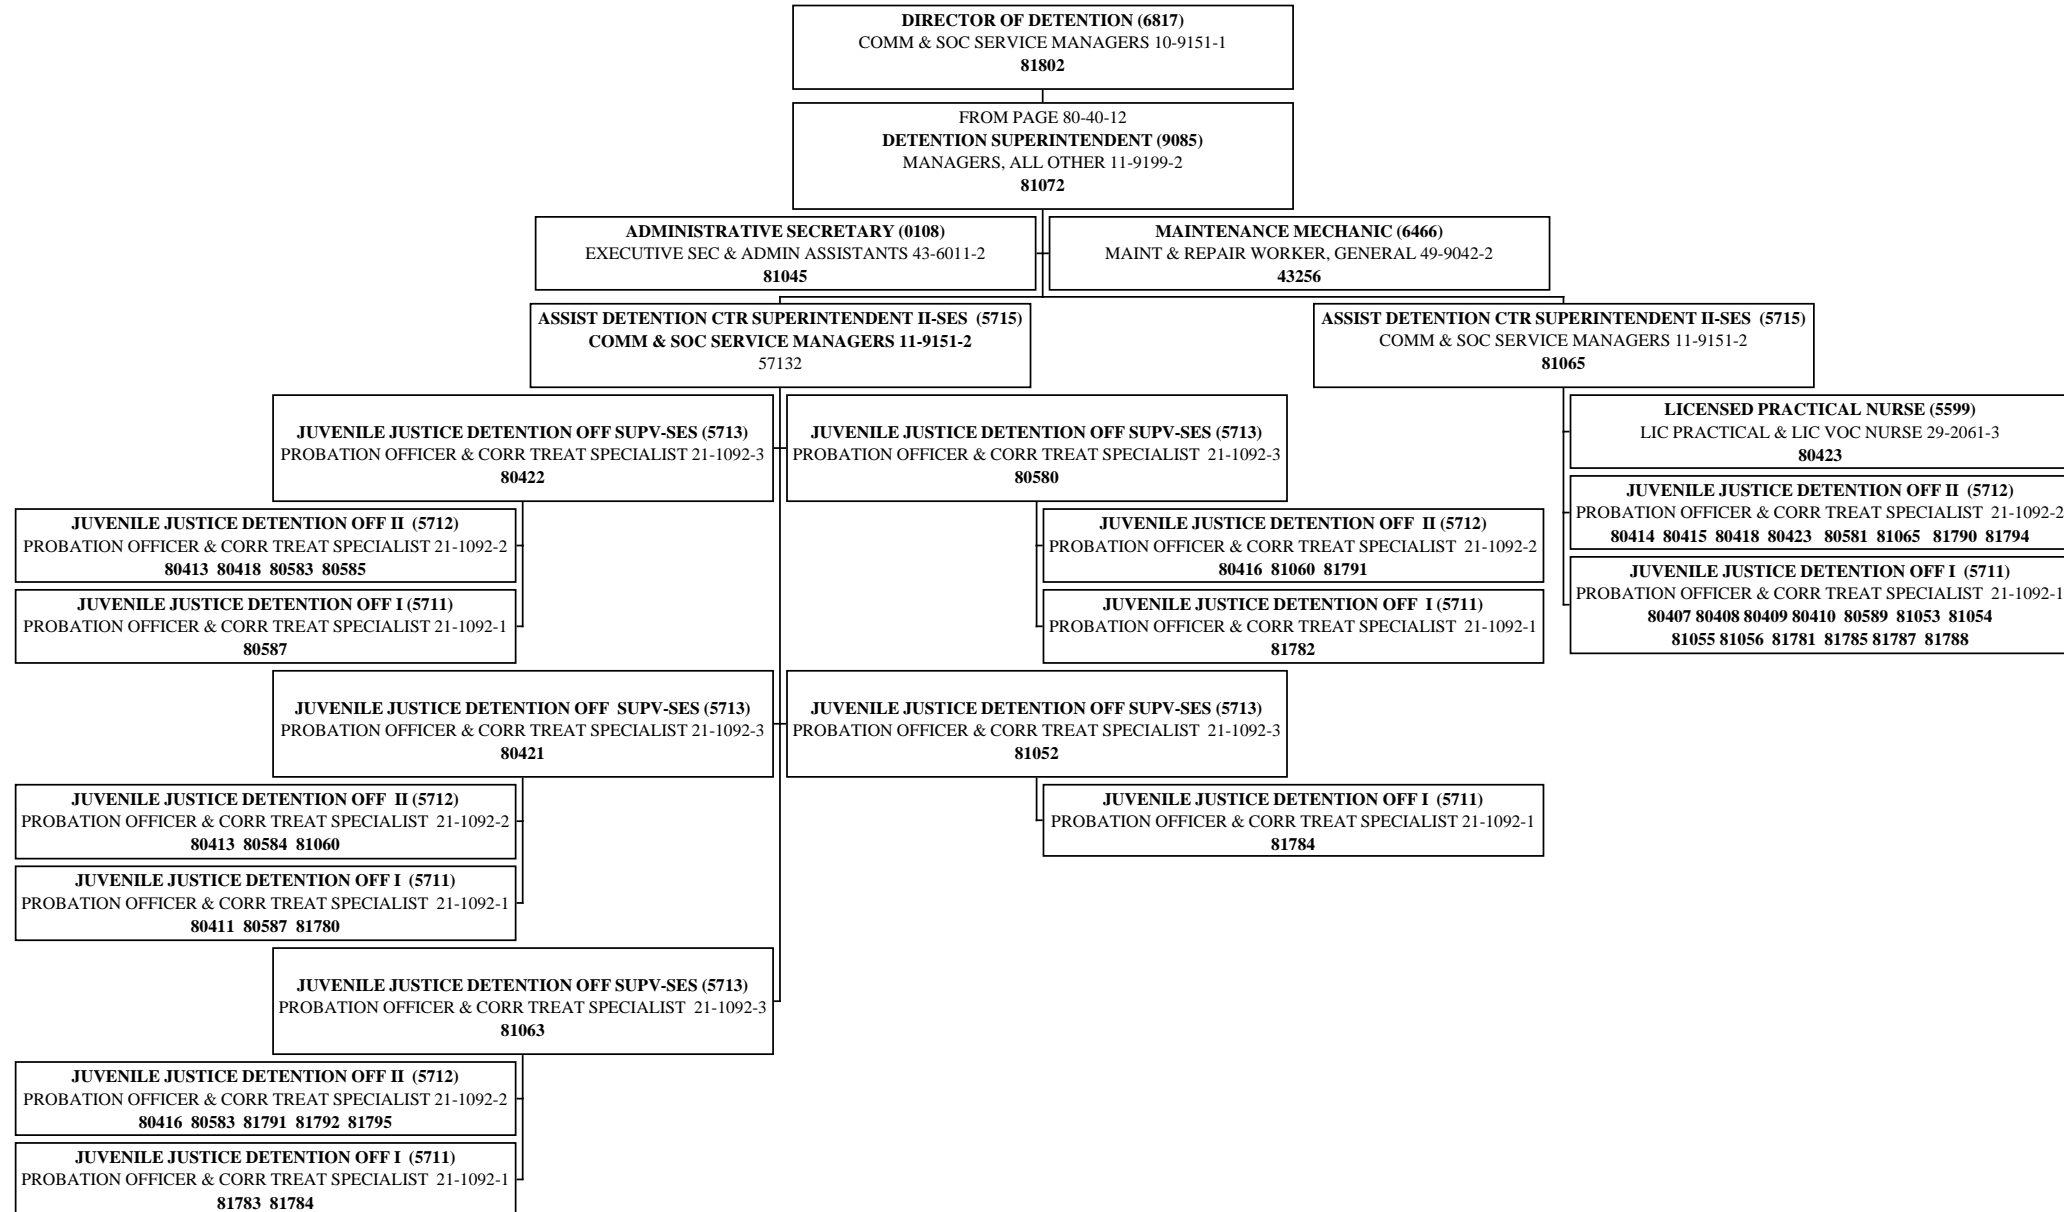 DIRECTOR OF DETENTION (6817)
COMM & SOC SERVICE MANAGERS 10-9151-1
81802
FROM PAGE 80-40-12
DETENTION SUPERINTENDENT (9085)
MANAGERS, ALL OTHER 11-9199-2
81072
ADMINISTRATIVE SECRETARY (0108)
EXECUTIVE SEC & ADMIN ASSISTANTS 43-6011-2
81045
MAINTENANCE MECHANIC (6466)
MAINT & REPAIR WORKER, GENERAL 49-9042-2
43256
ASSIST DETENTION CTR SUPERINTENDENT II-SES (5715)
COMM & SOC SERVICE MANAGERS 11-9151-2
57132
ASSIST DETENTION CTR SUPERINTENDENT II-SES (5715)
COMM & SOC SERVICE MANAGERS 11-9151-2
81065
JUVENILE JUSTICE DETENTION OFF SUPV-SES (5713)
PROBATION OFFICER & CORR TREAT SPECIALIST 21-1092-3
80422
JUVENILE JUSTICE DETENTION OFF SUPV-SES (5713)
PROBATION OFFICER & CORR TREAT SPECIALIST 21-1092-3
80580
LICENSED PRACTICAL NURSE (5599)
LIC PRACTICAL & LIC VOC NURSE 29-2061-3
80423
JUVENILE JUSTICE DETENTION OFF II (5712)
PROBATION OFFICER & CORR TREAT SPECIALIST 21-1092-2
80414 80415 80418 80423 80581 81065 81790 81794
JUVENILE JUSTICE DETENTION OFF I (5711)
PROBATION OFFICER & CORR TREAT SPECIALIST 21-1092-1
80407 80408 80409 80410 80589 81053 81054
81055 81056 81781 81785 81787 81788
JUVENILE JUSTICE DETENTION OFF II (5712)
PROBATION OFFICER & CORR TREAT SPECIALIST 21-1092-2
80413 80418 80583 80585
JUVENILE JUSTICE DETENTION OFF I (5711)
PROBATION OFFICER & CORR TREAT SPECIALIST 21-1092-1
80587
JUVENILE JUSTICE DETENTION OFF II (5712)
PROBATION OFFICER & CORR TREAT SPECIALIST 21-1092-2
80416 81060 81791
JUVENILE JUSTICE DETENTION OFF I (5711)
PROBATION OFFICER & CORR TREAT SPECIALIST 21-1092-1
81782
JUVENILE JUSTICE DETENTION OFF SUPV-SES (5713)
PROBATION OFFICER & CORR TREAT SPECIALIST 21-1092-3
80421
JUVENILE JUSTICE DETENTION OFF SUPV-SES (5713)
PROBATION OFFICER & CORR TREAT SPECIALIST 21-1092-3
81052
JUVENILE JUSTICE DETENTION OFF II (5712)
PROBATION OFFICER & CORR TREAT SPECIALIST 21-1092-2
80413 80584 81060
JUVENILE JUSTICE DETENTION OFF I (5711)
PROBATION OFFICER & CORR TREAT SPECIALIST 21-1092-1
80411 80587 81780
JUVENILE JUSTICE DETENTION OFF I (5711)
PROBATION OFFICER & CORR TREAT SPECIALIST 21-1092-1
81784
JUVENILE JUSTICE DETENTION OFF SUPV-SES (5713)
PROBATION OFFICER & CORR TREAT SPECIALIST 21-1092-3
81063
JUVENILE JUSTICE DETENTION OFF II (5712)
PROBATION OFFICER & CORR TREAT SPECIALIST 21-1092-2
80416 80583 81791 81792 81795
JUVENILE JUSTICE DETENTION OFF I (5711)
PROBATION OFFICER & CORR TREAT SPECIALIST 21-1092-1
81783 81784